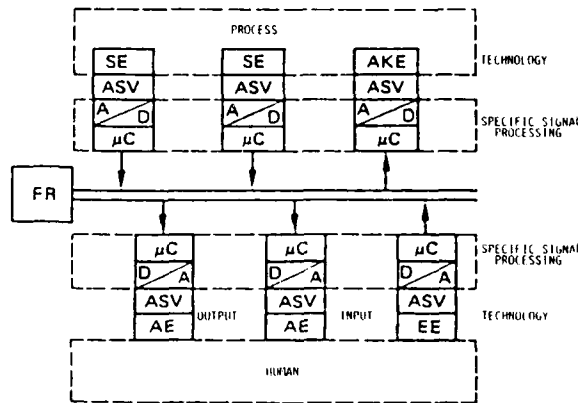 PROCESS
SE SE AKE TECHNOLOGY
ASV ASV ASV
A D A D A D SPECIFIC SIGNAL
μC μC μC PROCESSING
FR
μC μC μC SPECIFIC SIGNAL
D A D A D A PROCESSING
ASV OUTPUT ASV INPUT ASV TECHNOLOGY
AE AE EE
HUMAN